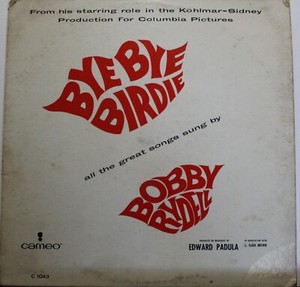 From his starring role in the Kohlmar-Sidney
Production for Columbia Pictures
BYE BYE
BIRDIE
all the great songs sung by
BOBBY
RYDELL
cameo
EDWARD PADULA
C 1043